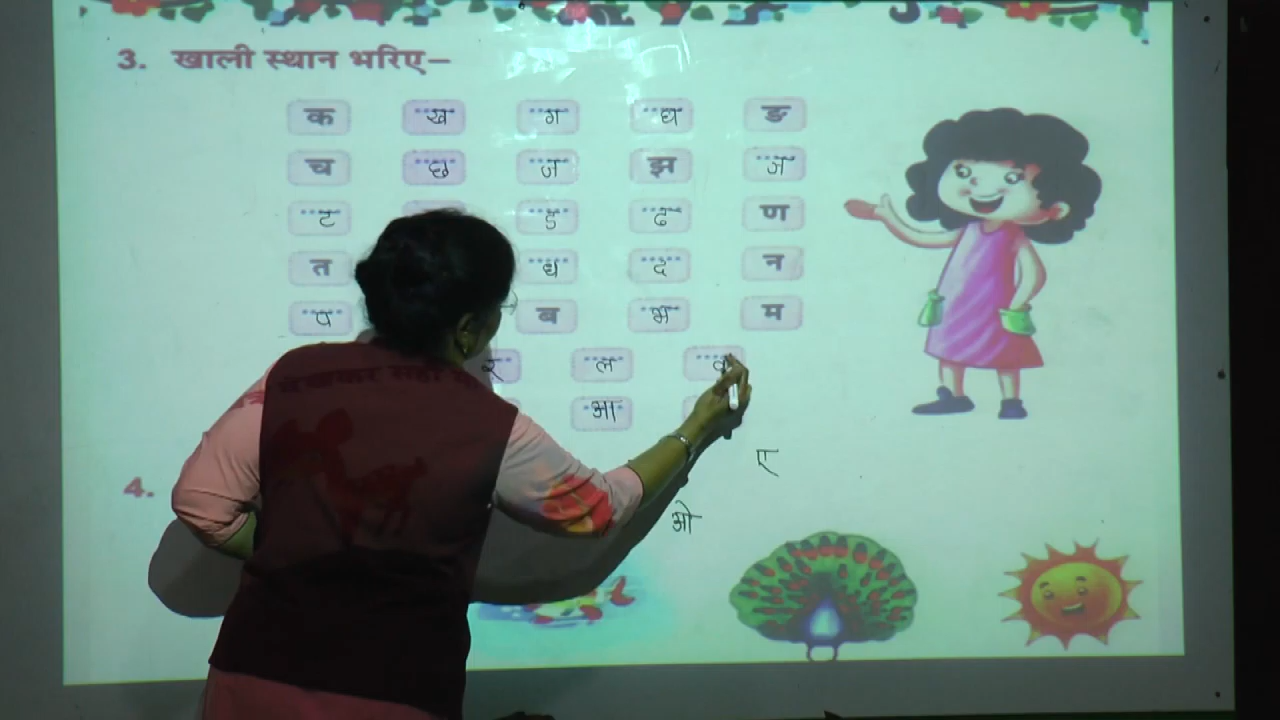 3. खाली स्थान भरिए–
क ख ग घ ङ
च छ ज झ ज
ट ड ढ ण
त ध द न
प ब भ म
र ल व
आ
ए
4.
ओ